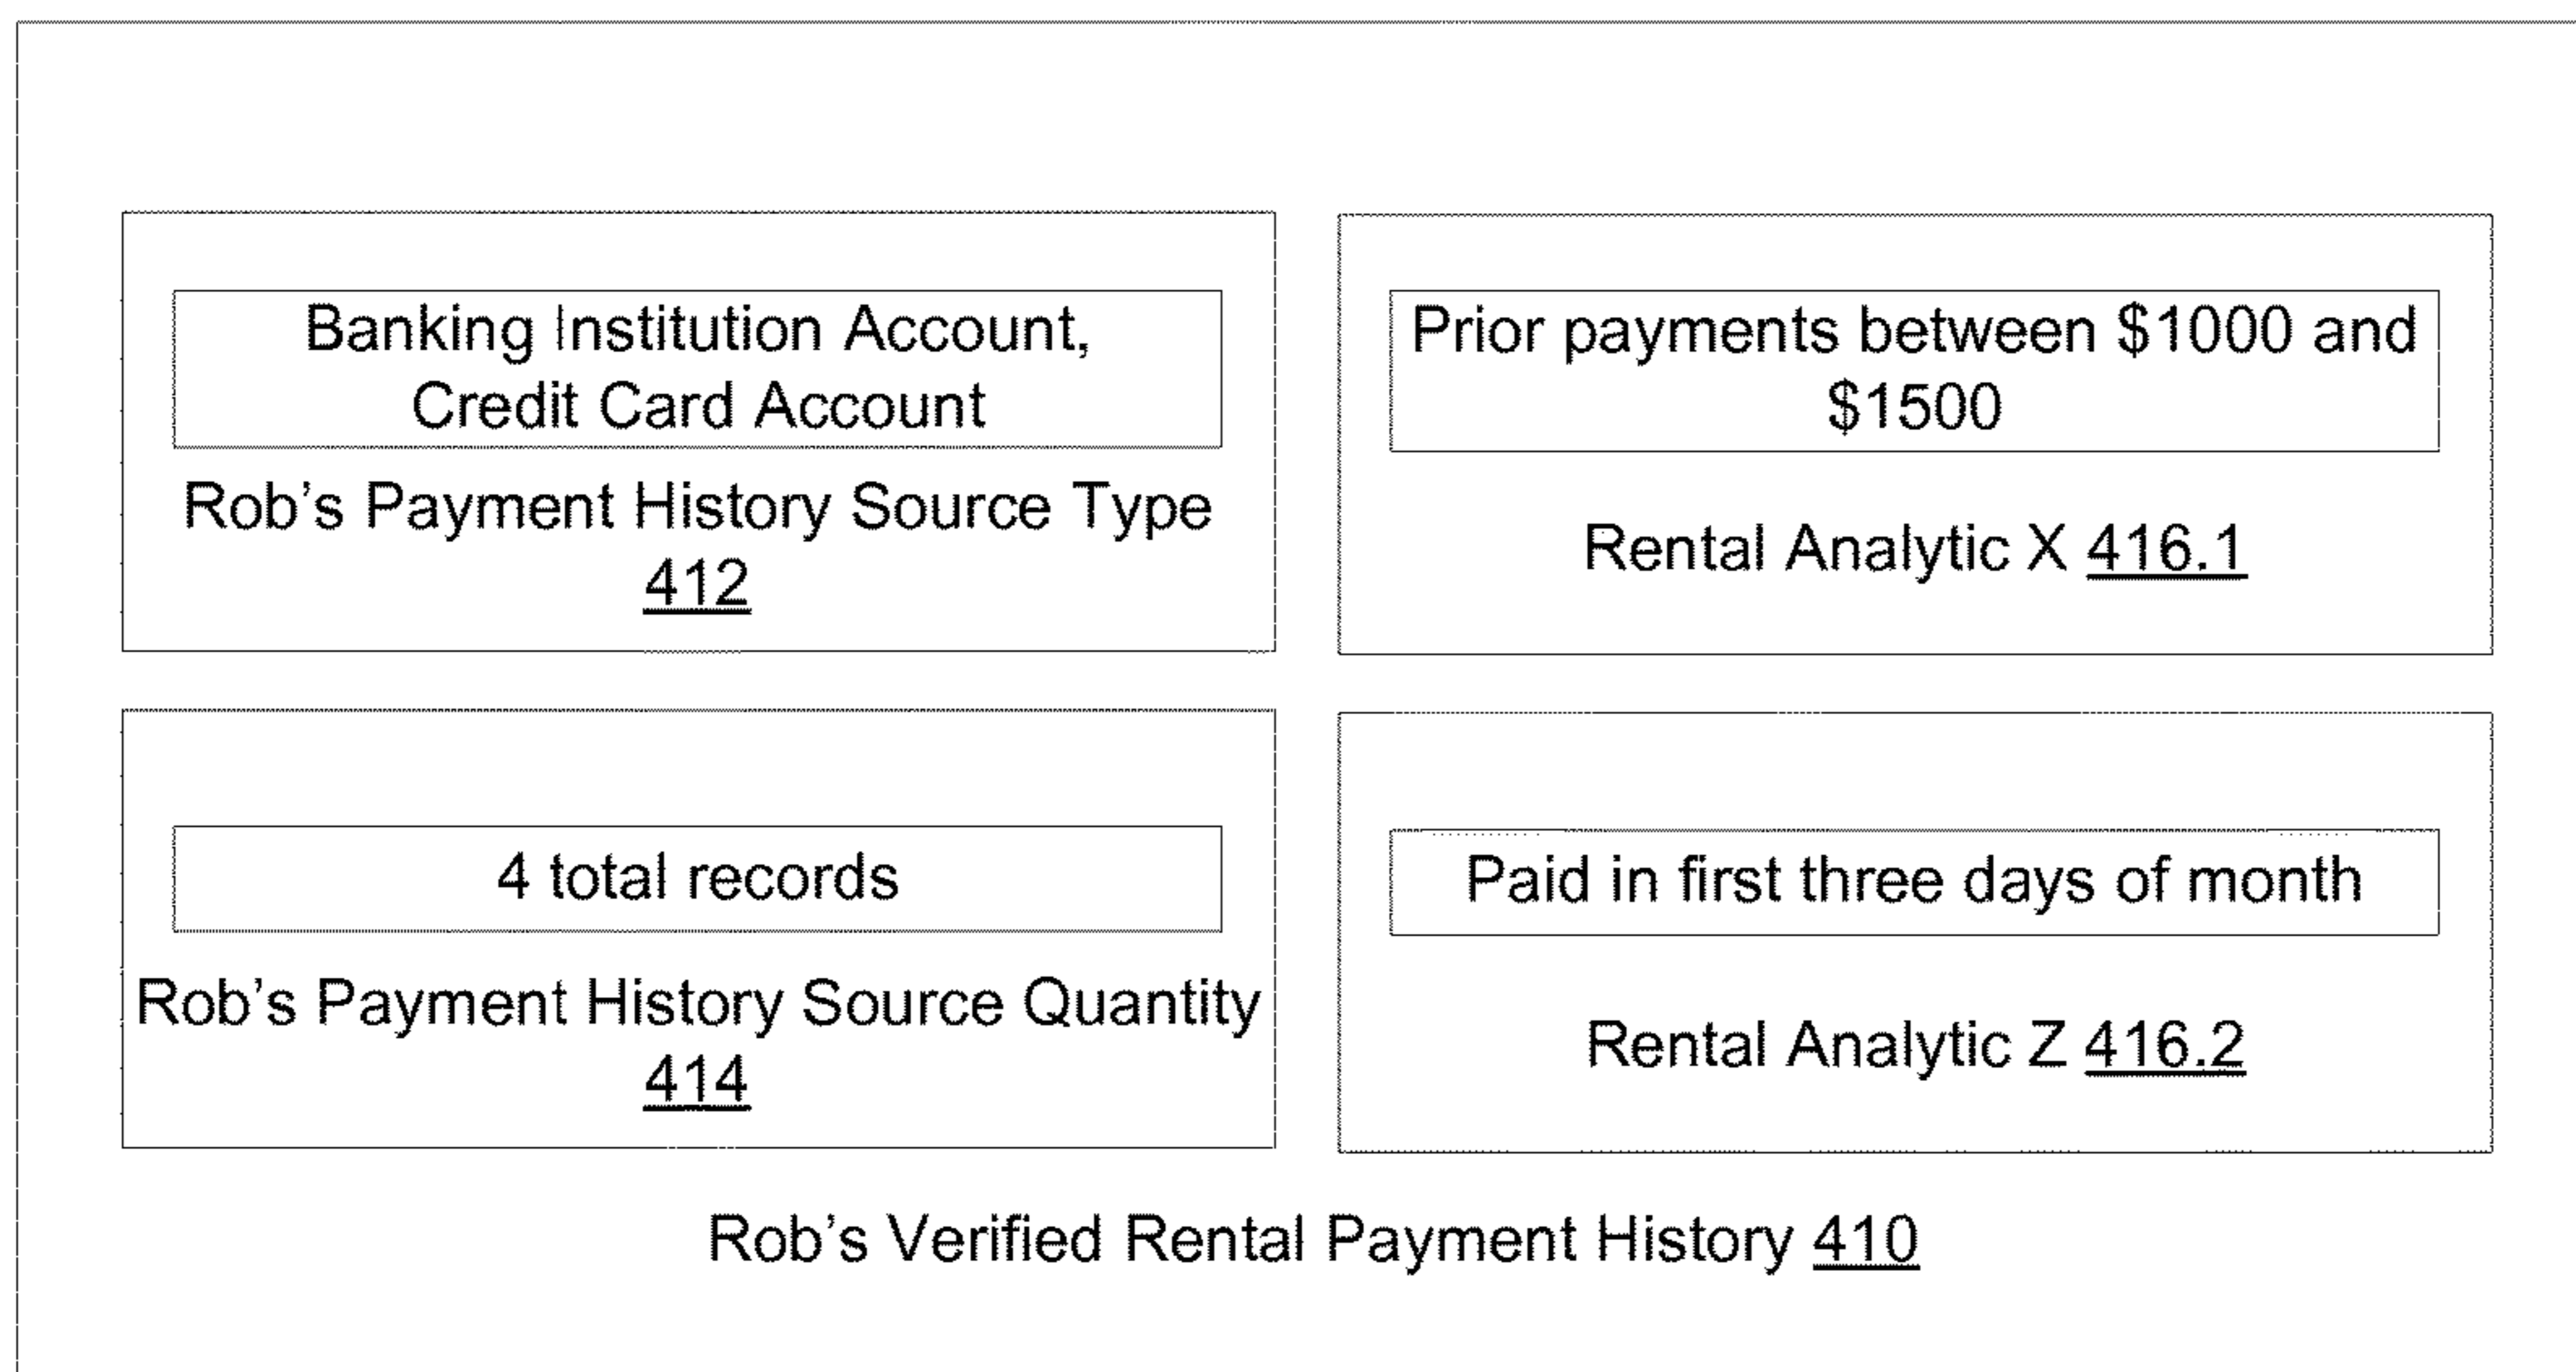 Banking Institution Account,
Credit Card Account
Rob's Payment History Source Type
412
Prior payments between $1000 and
$1500
Rental Analytic X 416.1
4 total records
Rob's Payment History Source Quantity
414
Paid in first three days of month
Rental Analytic Z 416.2
Rob's Verified Rental Payment History 410